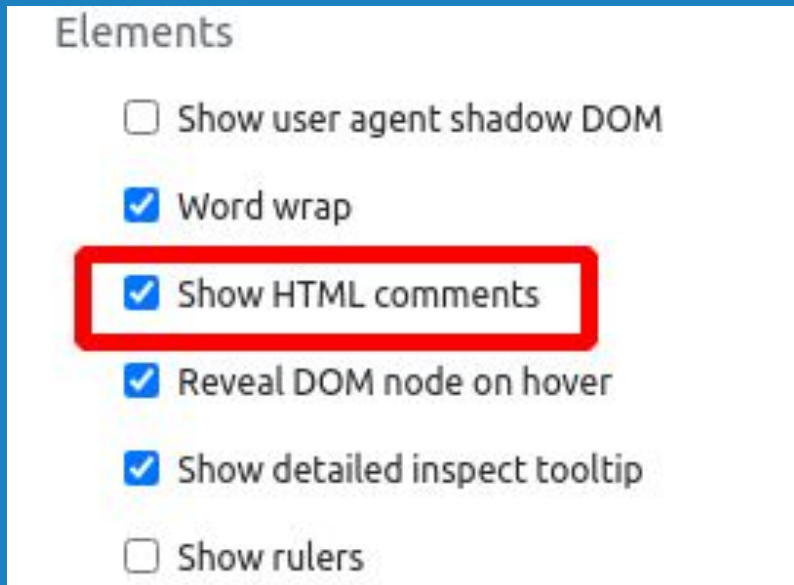 Elements
Show user agent shadow DOM
Word wrap
Show HTML comments
Reveal DOM node on hover
Show detailed inspect tooltip
Show rulers